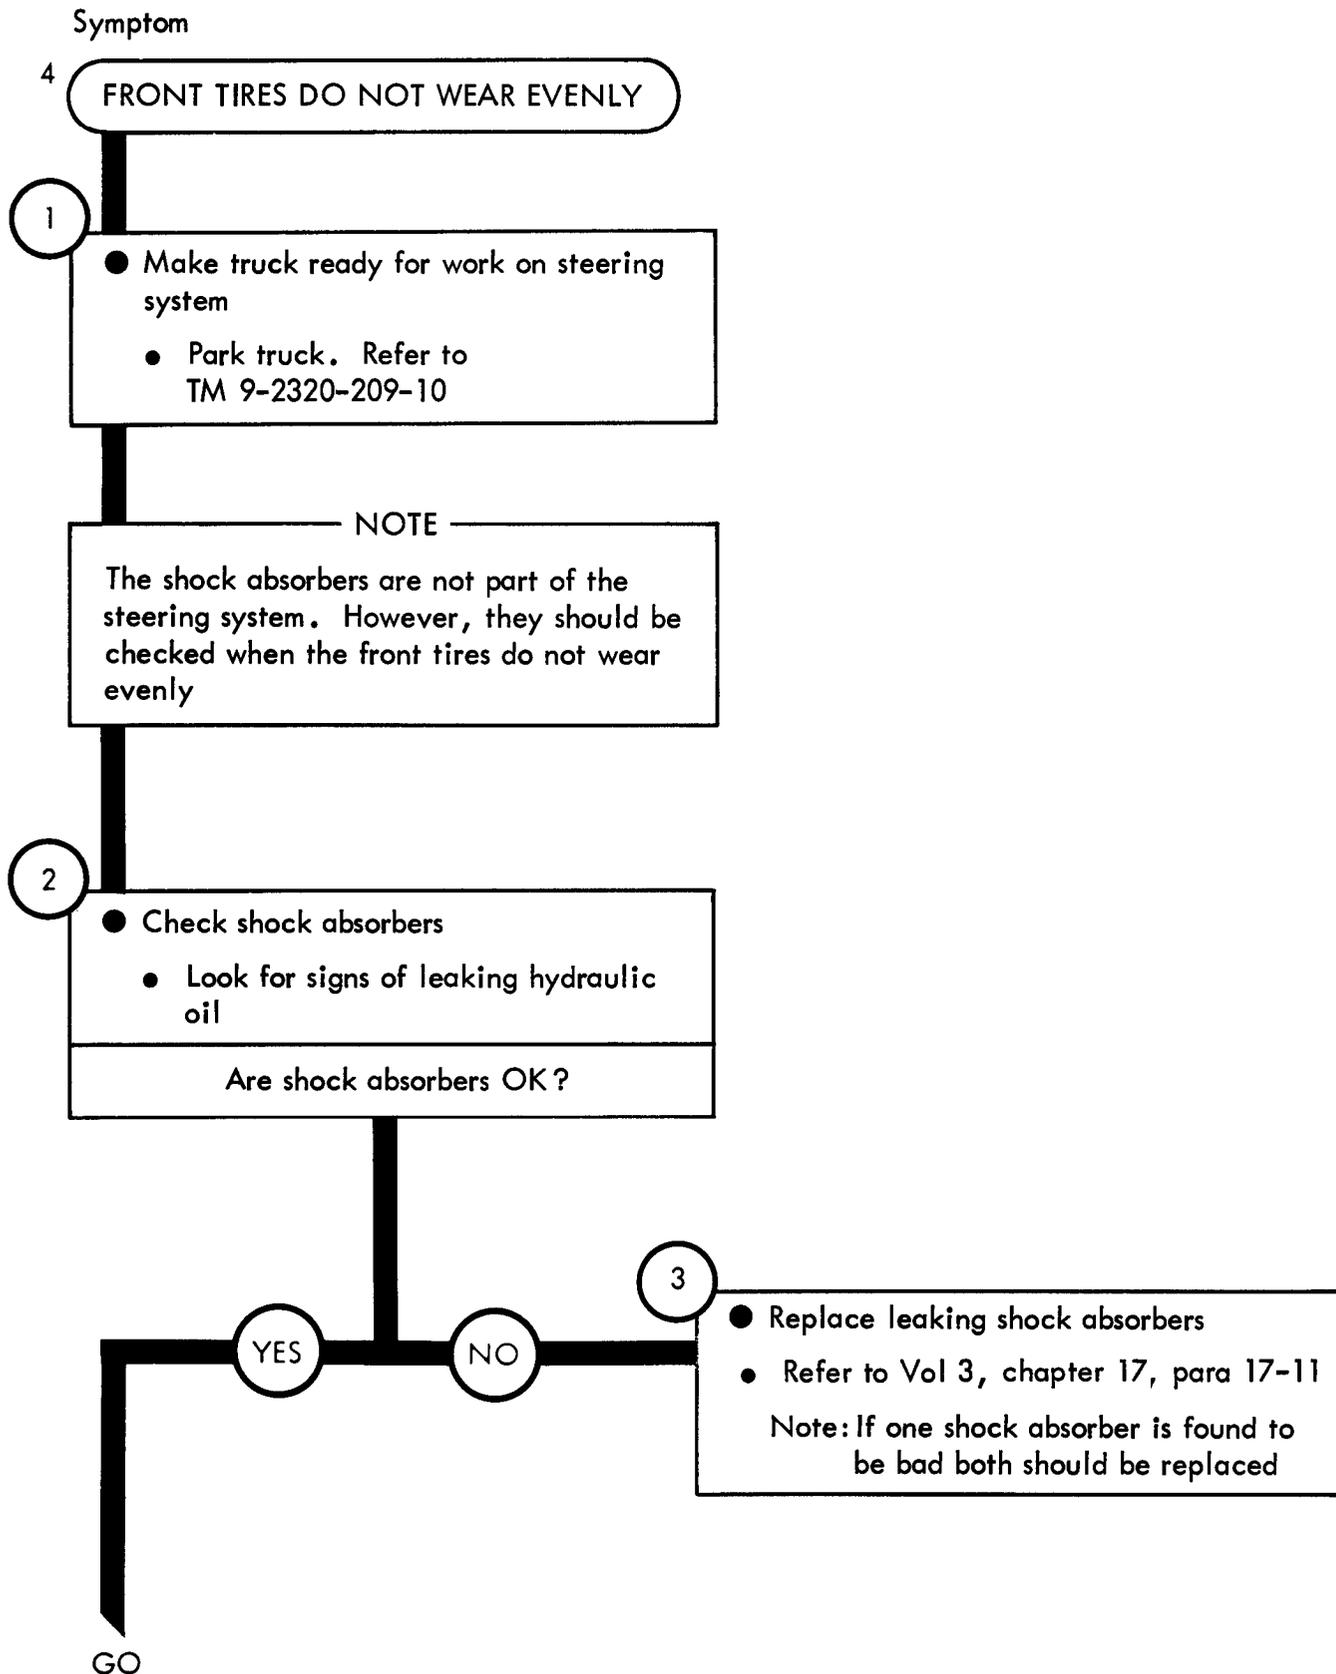 Symptom
4
FRONT TIRES DO NOT WEAR EVENLY
1
● Make truck ready for work on steering
system
● Park truck. Refer to
TM 9-2320-209-10
NOTE
The shock absorbers are not part of the
steering system. However, they should be
checked when the front tires do not wear
evenly
2
● Check shock absorbers
● Look for signs of leaking hydraulic
oil
Are shock absorbers OK?
YES
NO
3
● Replace leaking shock absorbers
● Refer to Vol 3, chapter 17, para 17-11
Note: If one shock absorber is found to
be bad both should be replaced
GO